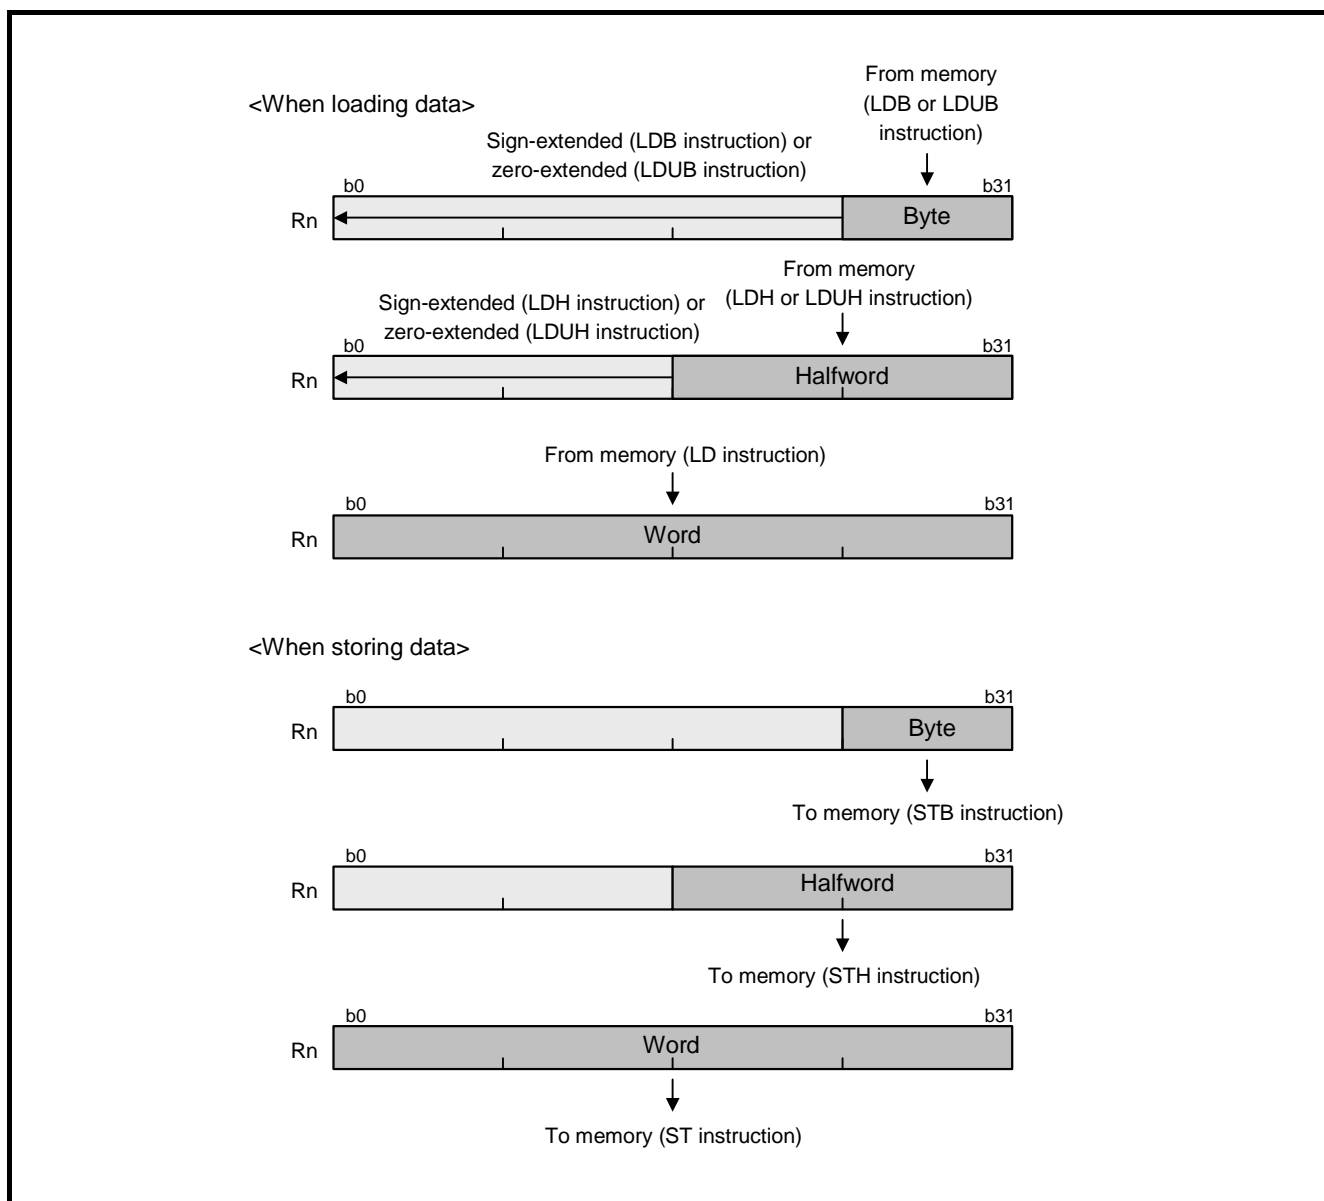 <When loading data>
From memory
(LDB or LDUB
instruction)
Sign-extended (LDB instruction) or
zero-extended (LDUB instruction)
b0 b31
Rn Byte
From memory
(LDH or LDUH instruction)
Sign-extended (LDH instruction) or
zero-extended (LDUH instruction)
b0 b31
Rn Halfword
From memory (LD instruction)
b0 b31
Rn Word
<When storing data>
b0 b31
Rn Byte
To memory (STB instruction)
b0 b31
Rn Halfword
To memory (STH instruction)
b0 b31
Rn Word
To memory (ST instruction)